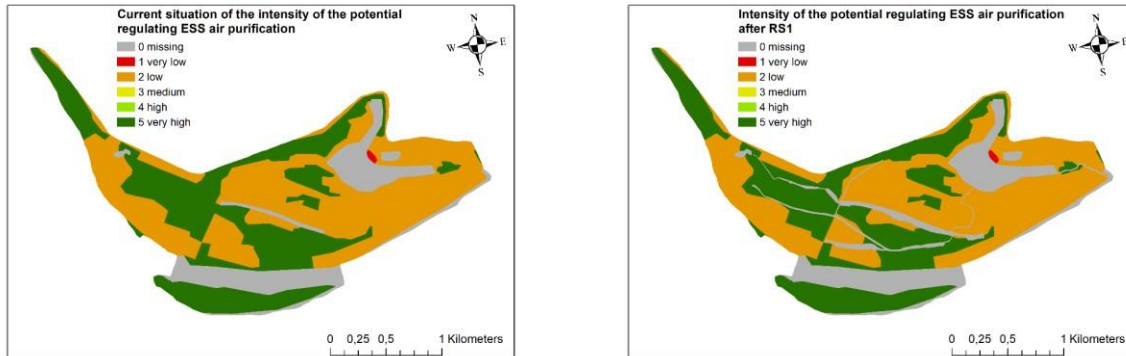 Current situation of the intensity of the potential
regulating ESS air purification
0 missing
1 very low
2 low
3 medium
4 high
5 very high
N
W E
S
0 0,25 0,5 1 Kilometers
Intensity of the potential regulating ESS air purification
after RS1
0 missing
1 very low
2 low
3 medium
4 high
5 very high
N
W E
S
0 0,25 0,5 1 Kilometers